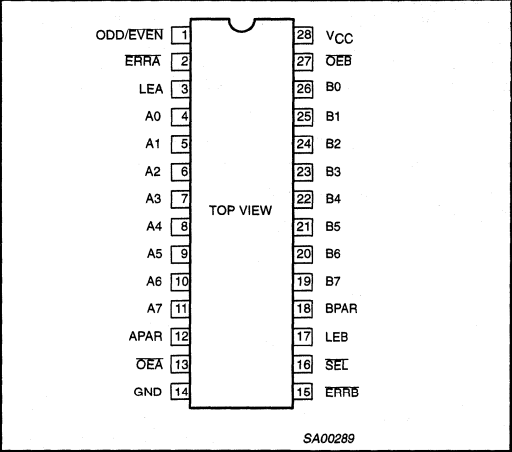 ODD/EVEN 1 28 VCC
ERRA 2 27 OEB
LEA 3 26 B0
A0 4 25 B1
A1 5 24 B2
A2 6 23 B3
A3 7 22 B4
TOP VIEW
A4 8 21 B5
A5 9 20 B6
A6 10 19 B7
A7 11 18 BPAR
APAR 12 17 LEB
OEA 13 16 SEL
GND 14 15 ERRB
SA00289